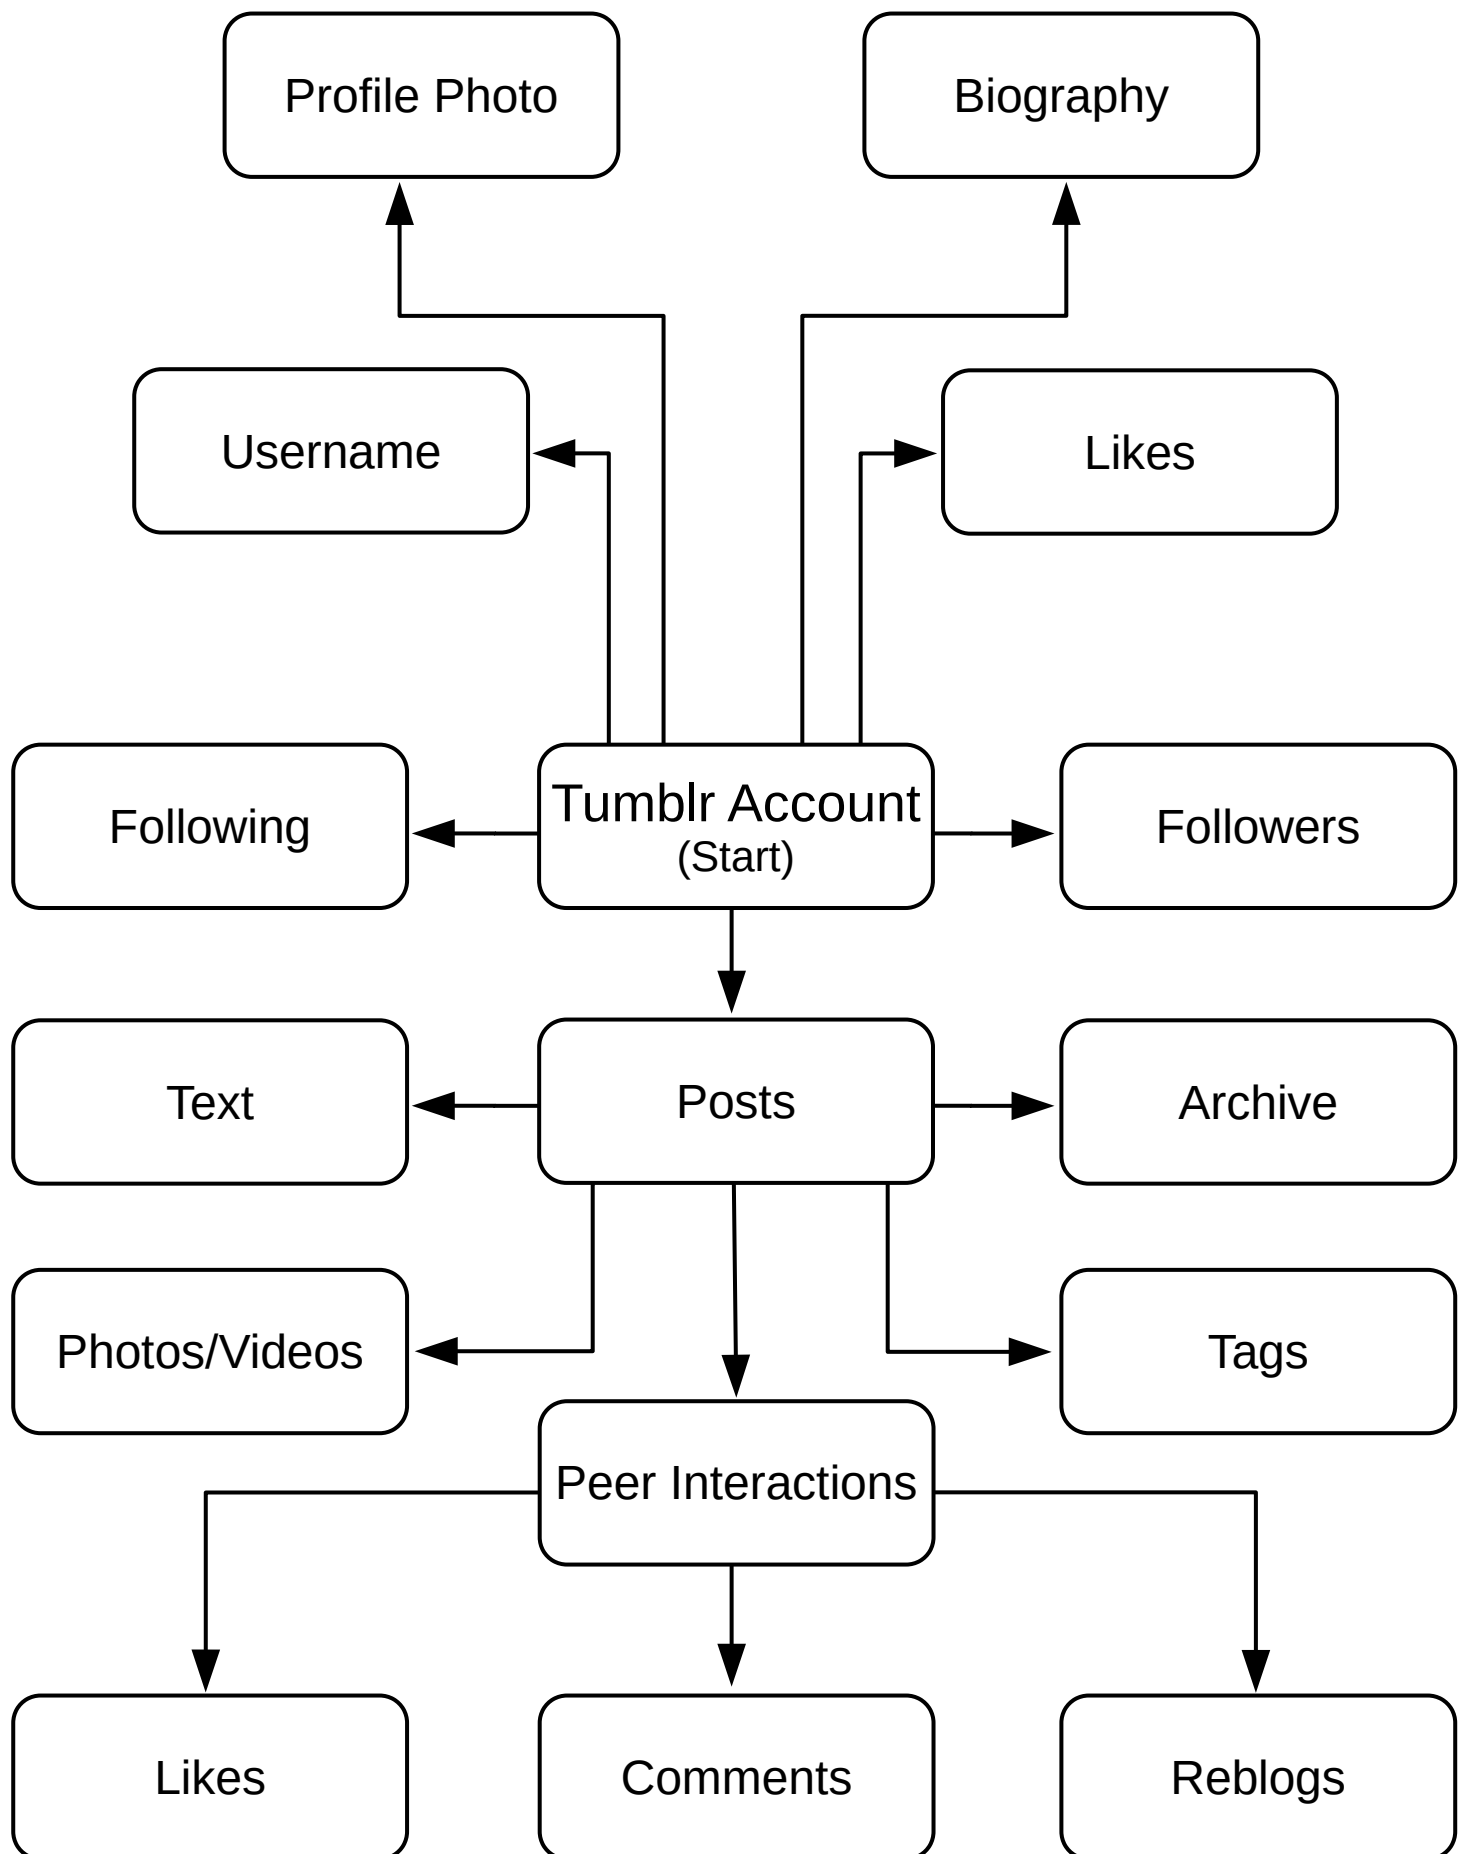 Profile Photo
Biography
Username
Likes
Following
Tumblr Account
(Start)
Followers
Text
Posts
Archive
Photos/Videos
Tags
Peer Interactions
Likes
Comments
Reblogs